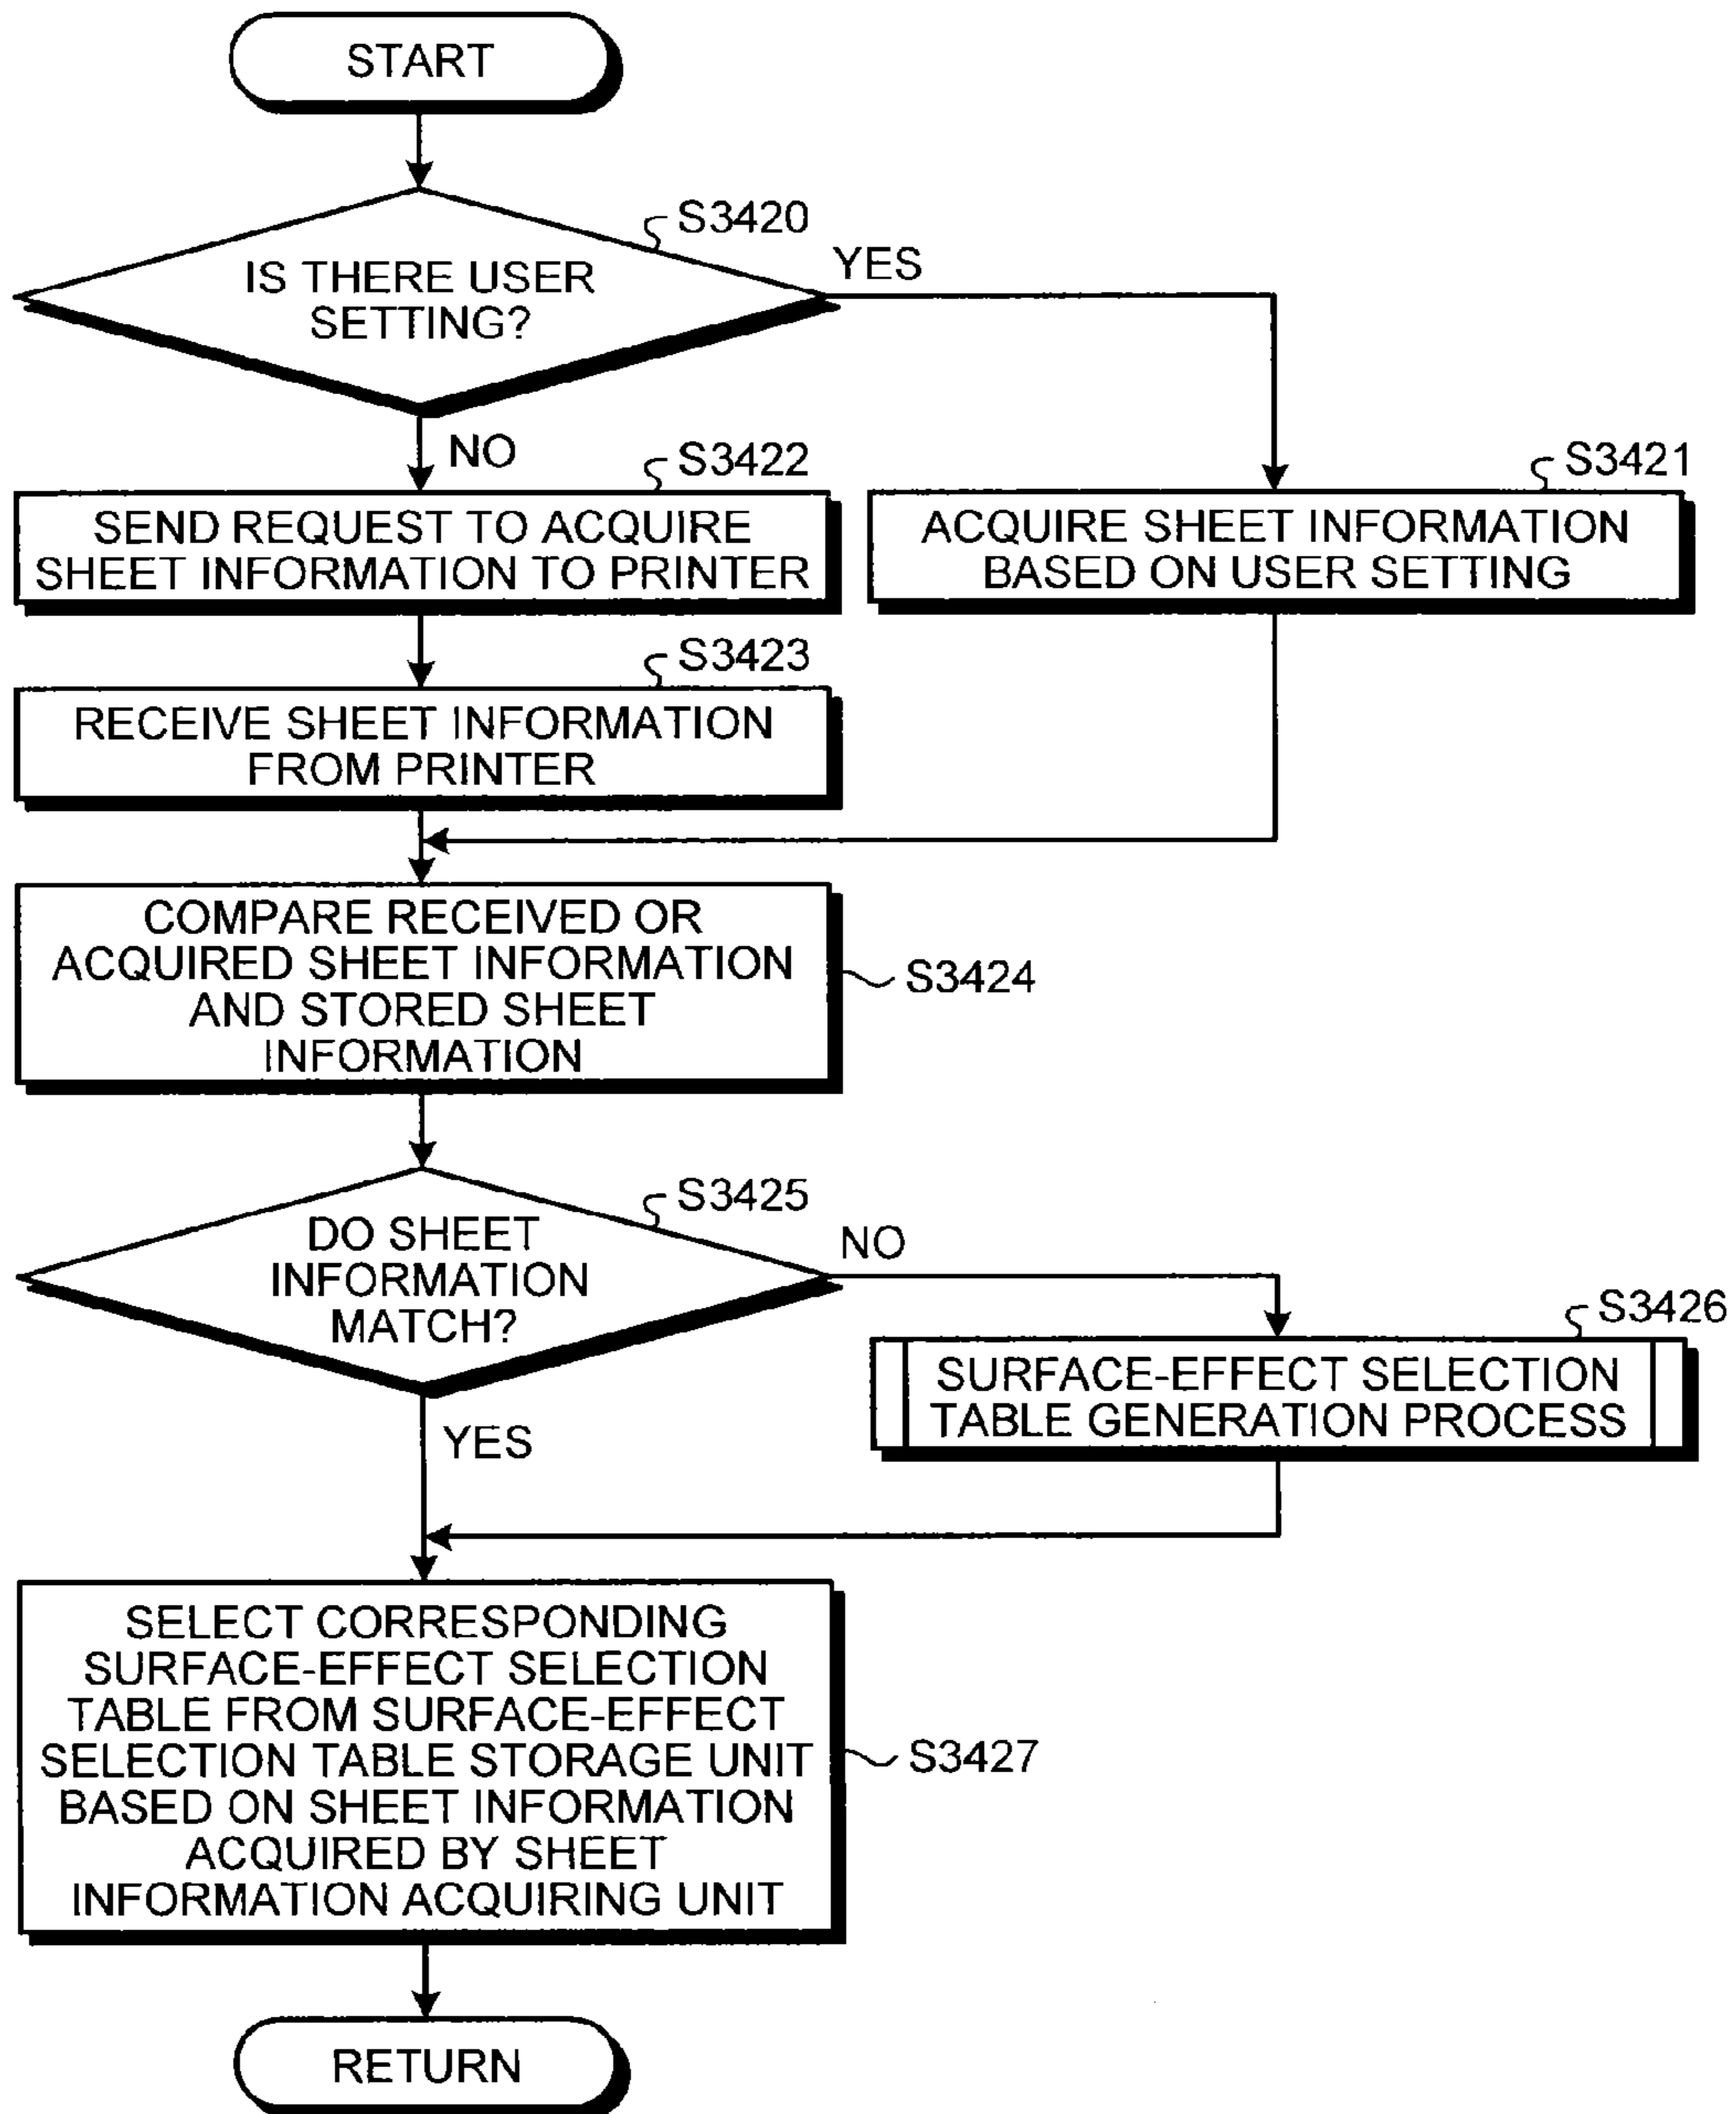 START
S3420
IS THERE USER
SETTING?
YES
NO
S3422
SEND REQUEST TO ACQUIRE
SHEET INFORMATION TO PRINTER
S3421
ACQUIRE SHEET INFORMATION
BASED ON USER SETTING
S3423
RECEIVE SHEET INFORMATION
FROM PRINTER
COMPARE RECEIVED OR
ACQUIRED SHEET INFORMATION
AND STORED SHEET
INFORMATION
S3424
S3425
DO SHEET
INFORMATION
MATCH?
NO
YES
S3426
SURFACE-EFFECT SELECTION
TABLE GENERATION PROCESS
SELECT CORRESPONDING
SURFACE-EFFECT SELECTION
TABLE FROM SURFACE-EFFECT
SELECTION TABLE STORAGE UNIT
BASED ON SHEET INFORMATION
ACQUIRED BY SHEET
INFORMATION ACQUIRING UNIT
S3427
RETURN